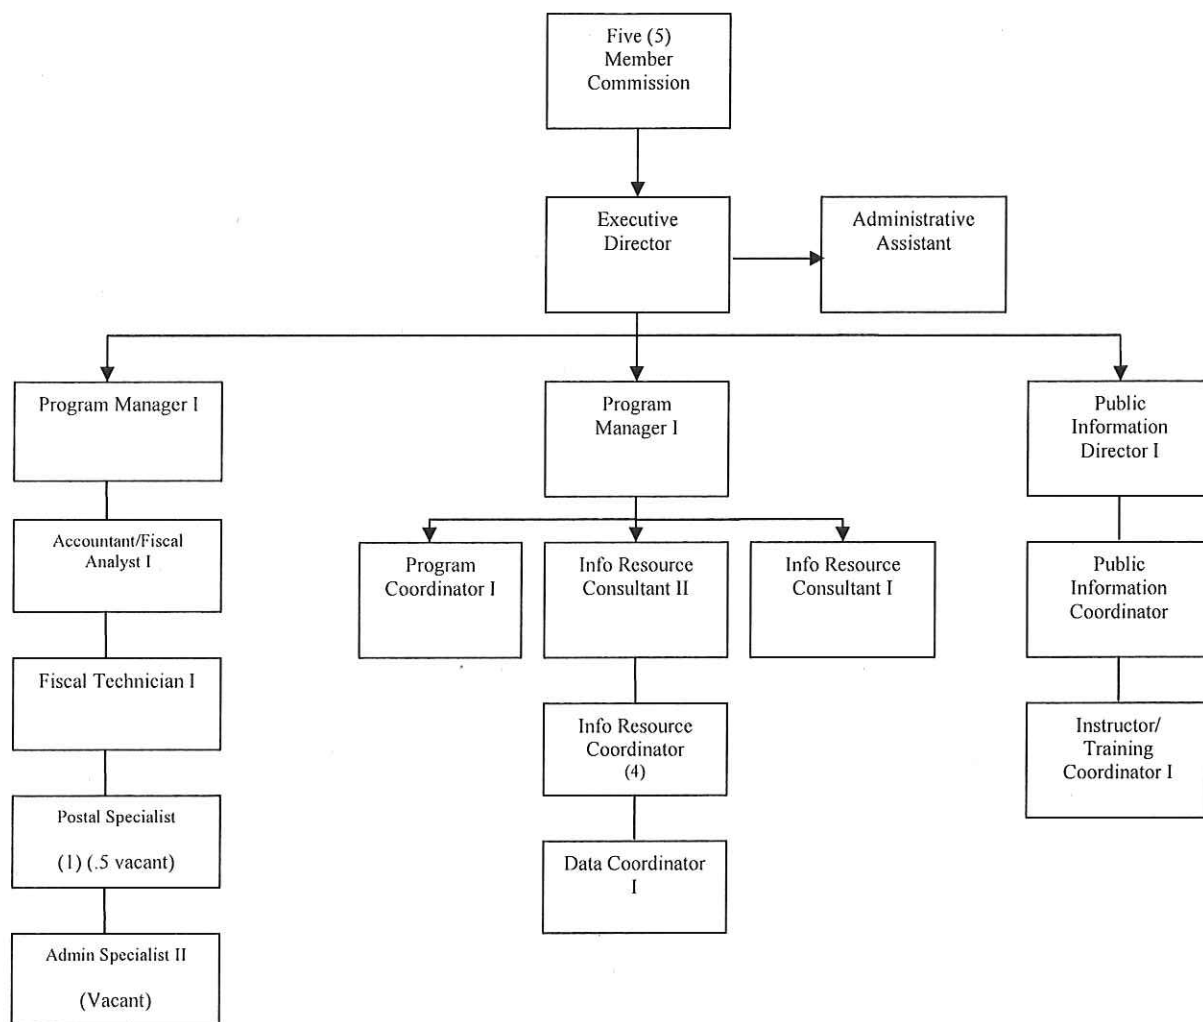 Five (5)
Member
Commission
Executive
Director
Administrative
Assistant
Program Manager I
Program
Manager I
Public
Information
Director I
Accountant/Fiscal
Analyst I
Program
Coordinator I
Info Resource
Consultant II
Info Resource
Consultant I
Public
Information
Coordinator
Fiscal Technician I
Info Resource
Coordinator
(4)
Instructor/
Training
Coordinator I
Postal Specialist
(1) (.5 vacant)
Data Coordinator
I
Admin Specialist II
(Vacant)